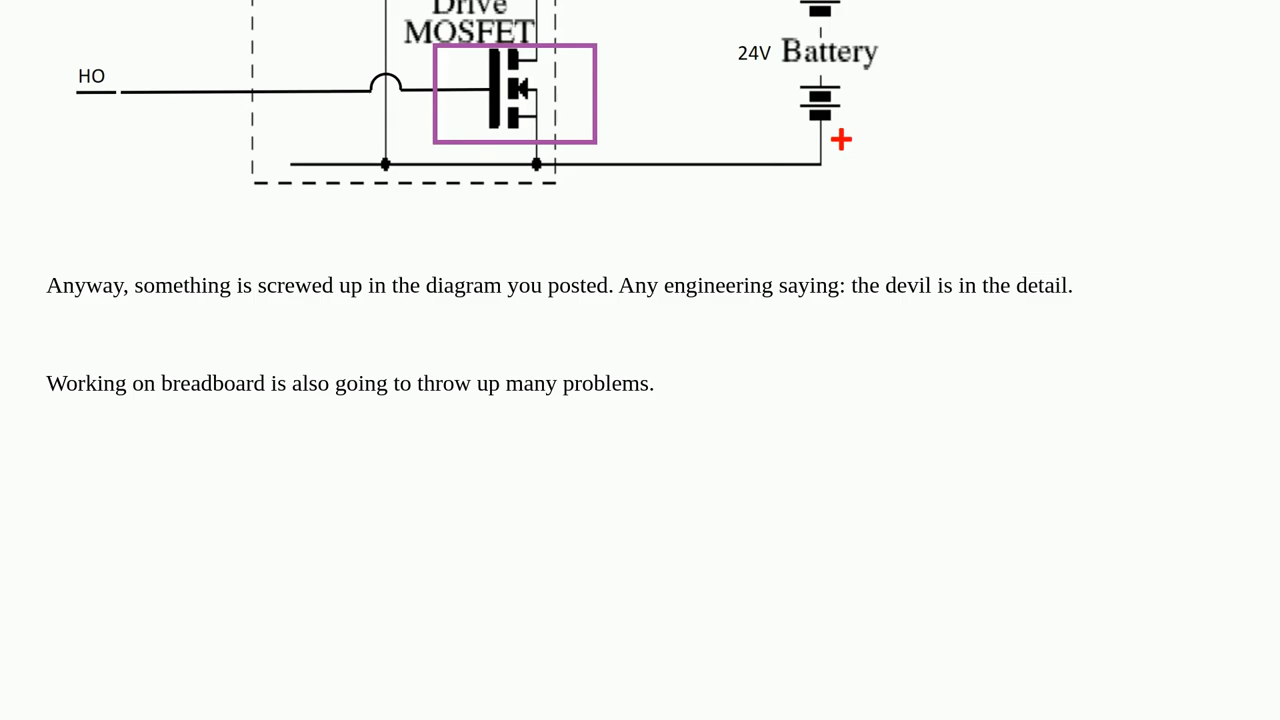 Drive
MOSFET
24V Battery
HO
+
Anyway, something is screwed up in the diagram you posted. Any engineering saying: the devil is in the detail.
Working on breadboard is also going to throw up many problems.